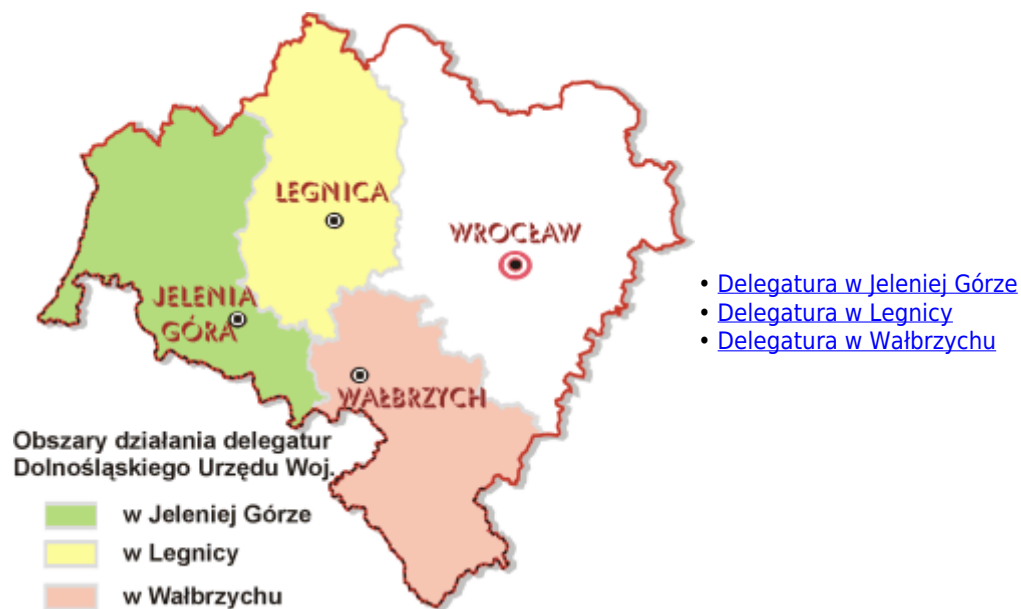 LEGNICA
WROCŁAW
JELENIA
GÓRA
WAŁBRZYCH
Obszary działania delegatur
Dolnośląskiego Urzędu Woj.
w Jeleniej Górze
w Legnicy
w Wałbrzychu
• Delegatura w Jeleniej Górze
• Delegatura w Legnicy
• Delegatura w Wałbrzychu